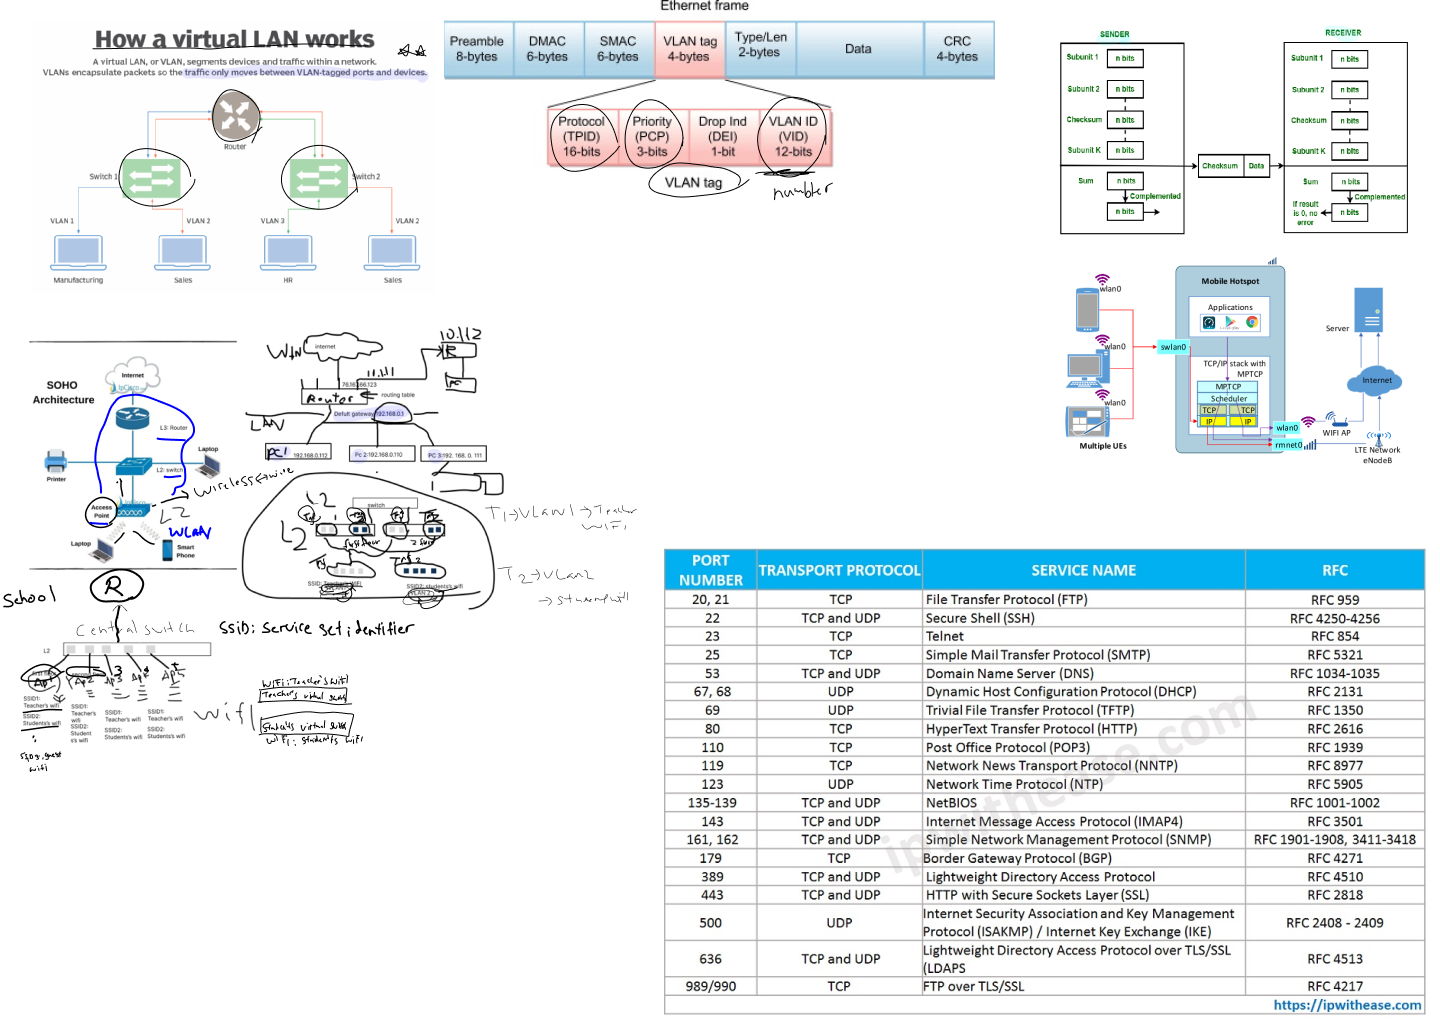 How a virtual LAN works
A virtual LAN, or VLAN, segments devices and traffic within a network.
VLANs encapsulate packets so the traffic only moves between VLAN-tagged ports and devices.
Router
Switch 1
Switch 2
VLAN 1
VLAN 2
VLAN 3
VLAN 2
Manufacturing
Sales
HR
Sales
Ethernet frame
Preamble
8-bytes
DMAC
6-bytes
SMAC
6-bytes
VLAN tag
4-bytes
Type/Len
2-bytes
Data
CRC
4-bytes
Protocol
(TPID)
16-bits
Priority
(PCP)
3-bits
Drop Ind
(DEI)
1-bit
VLAN ID
(VID)
12-bits
VLAN tag
number
SENDER
Subunit 1
n bits
Subunit 2
n bits
Checksum
n bits
Subunit K
n bits
Sum
n bits
Complemented
n bits
Checksum
Data
RECEIVER
Subunit 1
n bits
Subunit 2
n bits
Checksum
n bits
Subunit K
n bits
Sum
n bits
Complemented
If result
is 0, no
error
n bits
wlan0
wlan0
wlan0
Multiple UEs
swlan0
Mobile Hotspot
Applications
TCP/IP stack with
MPTCP
MPTCP
Scheduler
TCP
TCP
IP
IP
wlan0
rmnet0
WIFI AP
Server
Internet
LTE Network
eNodeB
SOHO
Architecture
Internet
L3: Router
Laptop
L2: switch
Printer
Access
Point
Laptop
Smart
Phone
wireless
wire
L2
WLAN
WAN
internet
76.16.166.123
Router
routing table
11.111
10.112
R
PC
LAN
Defult gateway 192.168.0.1
PC1
192.168.0.112
Pc 2:192.168.0.110
PC 3:192. 168. 0. 111
switch
L2
L2
SSID: Teacher's WIFI
SSID2: students's wifi
VLAN 2
T1→VLan1→Teacher
WIFI
T2→VLan2
SSID: Service set identifier
School
R
Central switch
L2
AP1
AP2
AP3
AP4
SSID1:
Teacher's wifi
SSID2:
Students's wifi
SSID1:
Teacher's
wifi
SSID2:
Student
s's wifi
SSID1:
Teacher's wifi
SSID2:
Students's wifi
SSID1:
Teacher's wifi
SSID2:
Students's wifi
wifi
wifi
WIFI: Teacher's wifi
Teacher's virtual
Students virtual
WIFI: students wifi
PORT
NUMBER
TRANSPORT PROTOCOL
SERVICE NAME
RFC
20, 21 TCP File Transfer Protocol (FTP) RFC 959
22 TCP and UDP Secure Shell (SSH) RFC 4250-4256
23 TCP Telnet RFC 854
25 TCP Simple Mail Transfer Protocol (SMTP) RFC 5321
53 TCP and UDP Domain Name Server (DNS) RFC 1034-1035
67, 68 UDP Dynamic Host Configuration Protocol (DHCP) RFC 2131
69 UDP Trivial File Transfer Protocol (TFTP) RFC 1350
80 TCP HyperText Transfer Protocol (HTTP) RFC 2616
110 TCP Post Office Protocol (POP3) RFC 1939
119 TCP Network News Transport Protocol (NNTP) RFC 8977
123 UDP Network Time Protocol (NTP) RFC 5905
135-139 TCP and UDP NetBIOS RFC 1001-1002
143 TCP and UDP Internet Message Access Protocol (IMAP4) RFC 3501
161, 162 TCP and UDP Simple Network Management Protocol (SNMP) RFC 1901-1908, 3411-3418
179 TCP Border Gateway Protocol (BGP) RFC 4271
389 TCP and UDP Lightweight Directory Access Protocol RFC 4510
443 TCP and UDP HTTP with Secure Sockets Layer (SSL) RFC 2818
500 UDP Internet Security Association and Key Management
Protocol (ISAKMP) / Internet Key Exchange (IKE) RFC 2408 - 2409
636 TCP and UDP Lightweight Directory Access Protocol over TLS/SSL
(LDAPS RFC 4513
989/990 TCP FTP over TLS/SSL RFC 4217
https://ipwithease.com
ipwithease.com